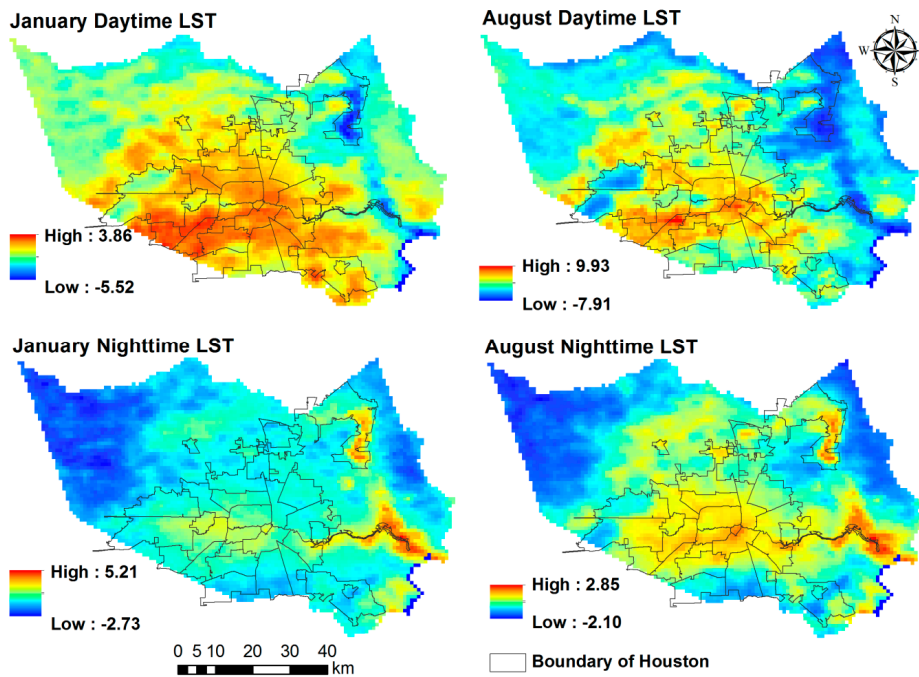 January Daytime LST
August Daytime LST
N
W
E
S
High : 3.86
Low : -5.52
High : 9.93
Low : -7.91
January Nighttime LST
August Nighttime LST
High : 5.21
Low : -2.73
High : 2.85
Low : -2.10
0 5 10 20 30 40
km
Boundary of Houston